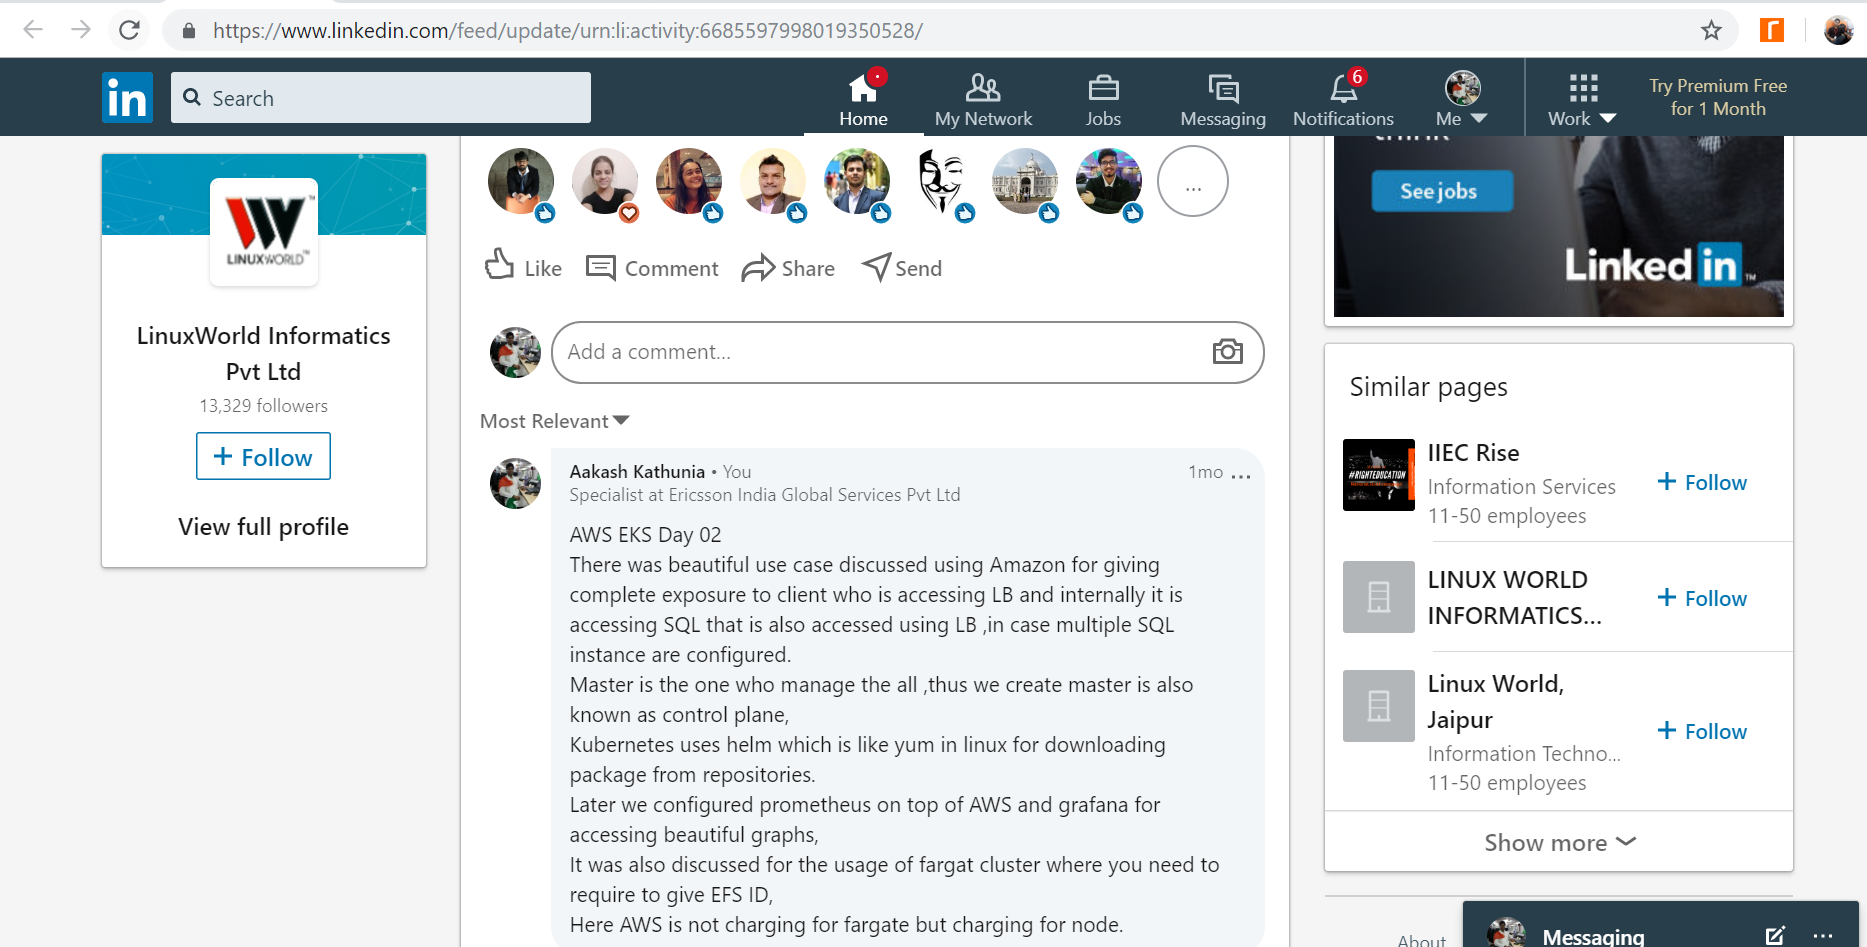 https://www.linkedin.com/feed/update/urn:li:activity:6685597998019350528/
in
Search
Home
My Network
Jobs
Messaging
6
Notifications
Me
Work
Try Premium Free
for 1 Month
LINUXWORLD™
LinuxWorld Informatics
Pvt Ltd
13,329 followers
+ Follow
View full profile
...
Like
Comment
Share
Send
Add a comment...
Most Relevant
Aakash Kathunia • You
1mo ...
Specialist at Ericsson India Global Services Pvt Ltd
AWS EKS Day 02
There was beautiful use case discussed using Amazon for giving
complete exposure to client who is accessing LB and internally it is
accessing SQL that is also accessed using LB ,in case multiple SQL
instance are configured.
Master is the one who manage the all ,thus we create master is also
known as control plane,
Kubernetes uses helm which is like yum in linux for downloading
package from repositories.
Later we configured prometheus on top of AWS and grafana for
accessing beautiful graphs,
It was also discussed for the usage of fargat cluster where you need to
require to give EFS ID,
Here AWS is not charging for fargate but charging for node.
See jobs
Linked in™
Similar pages
#RIGHTEDUCATION
IIEC Rise
Information Services
11-50 employees
+ Follow
LINUX WORLD
INFORMATICS...
+ Follow
Linux World,
Jaipur
Information Techno...
11-50 employees
+ Follow
Show more
About
Messaging
...